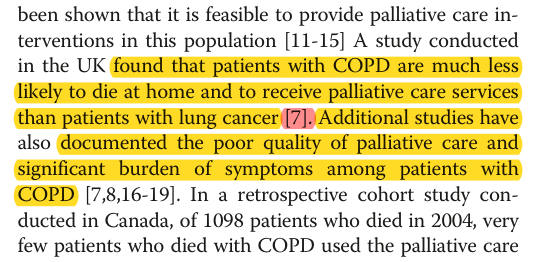 been shown that it is feasible to provide palliative care in-
terventions in this population [11-15] A study conducted
in the UK found that patients with COPD are much less
likely to die at home and to receive palliative care services
than patients with lung cancer [7]. Additional studies have
also documented the poor quality of palliative care and
significant burden of symptoms among patients with
COPD [7,8,16-19]. In a retrospective cohort study con-
ducted in Canada, of 1098 patients who died in 2004, very
few patients who died with COPD used the palliative care